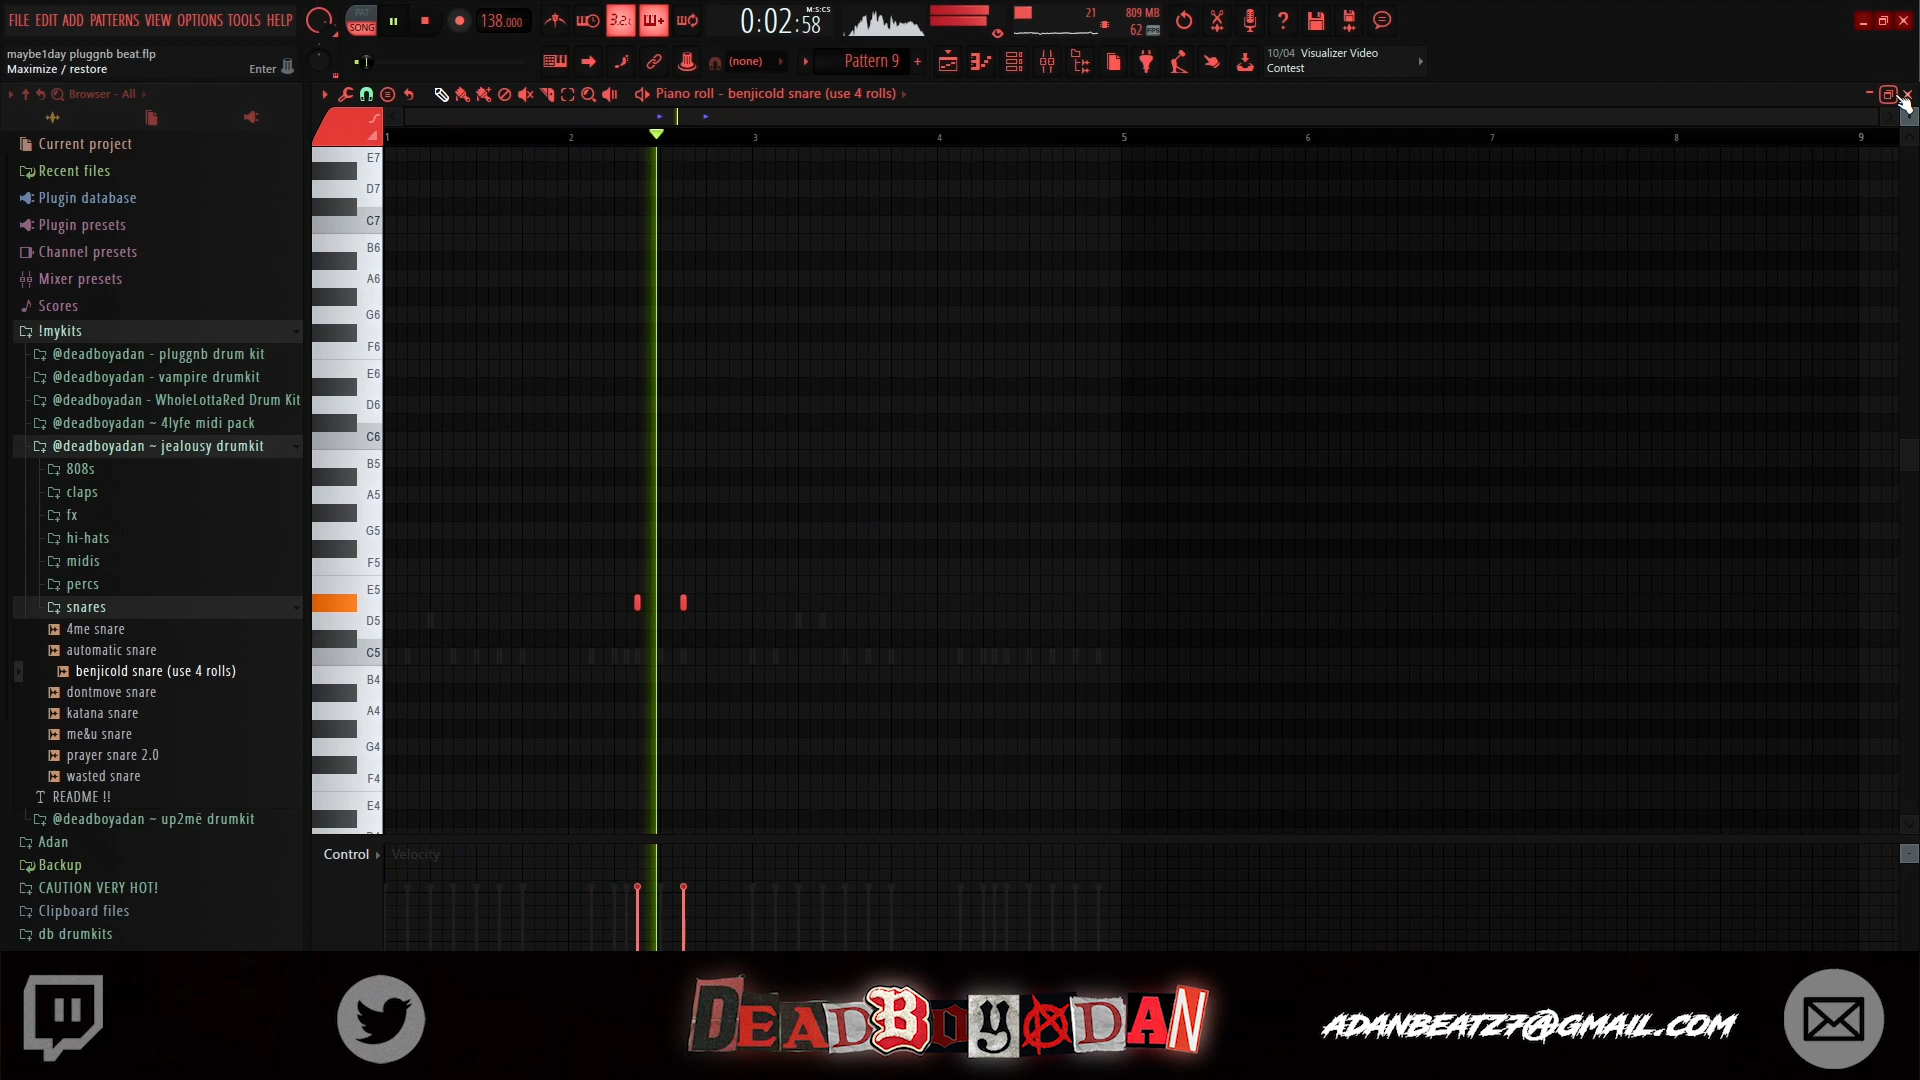 FILE EDIT ADD PATTERNS VIEW OPTIONS TOOLS HELP
PAT
SONG
138.000
3.2.
0:02:58
M:S:CS
21
809 MB
62 FPS
maybe1day pluggnb beat.flp
Maximize / restore
Enter
(none)
Pattern 9
10/04 Visualizer Video
Contest
Browser - All
Piano roll - benjicold snare (use 4 rolls)
1 2 3 4 5 6 7 8 9
Current project
Recent files
Plugin database
Plugin presets
Channel presets
Mixer presets
Scores
!mykits
@deadboyadan - pluggnb drum kit
@deadboyadan - vampire drumkit
@deadboyadan - WholeLottaRed Drum Kit
@deadboyadan ~ 4lyfe midi pack
@deadboyadan ~ jealousy drumkit
808s
claps
fx
hi-hats
midis
percs
snares
4me snare
automatic snare
benjicold snare (use 4 rolls)
dontmove snare
katana snare
me&u snare
prayer snare 2.0
wasted snare
README !!
@deadboyadan ~ up2më drumkit
Adan
Backup
CAUTION VERY HOT!
Clipboard files
db drumkits
E7
D7
C7
B6
A6
G6
F6
E6
D6
C6
B5
A5
G5
F5
E5
D5
C5
B4
A4
G4
F4
E4
Control
Velocity
DEADBOYADAN
ADANBEATZ7@GMAIL.COM